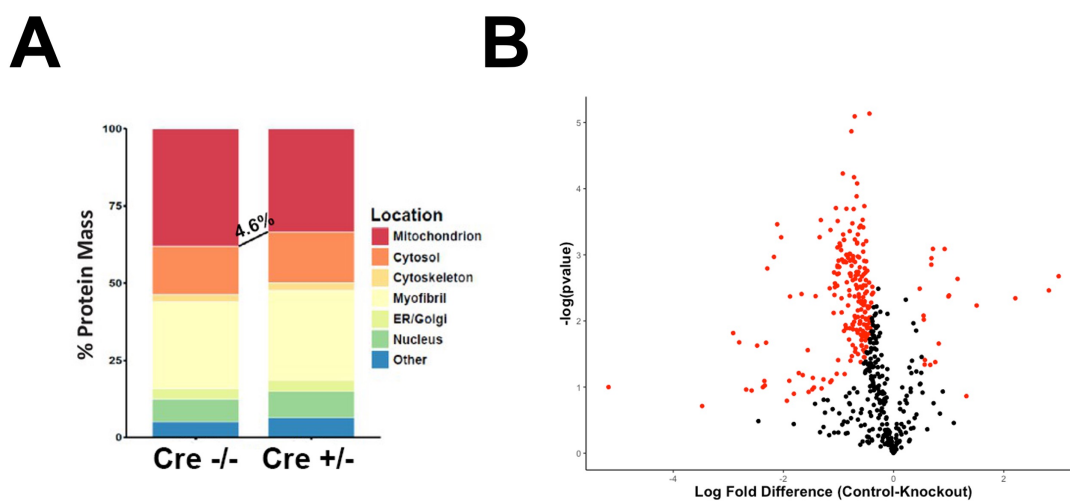 A
B
100
75
50
25
0
% Protein Mass
4.6%
Cre -/-
Cre +/-
Location
Mitochondrion
Cytosol
Cytoskeleton
Myofibril
ER/Golgi
Nucleus
Other
5
4
3
2
1
0
-log(pvalue)
-4
-2
0
2
Log Fold Difference (Control-Knockout)